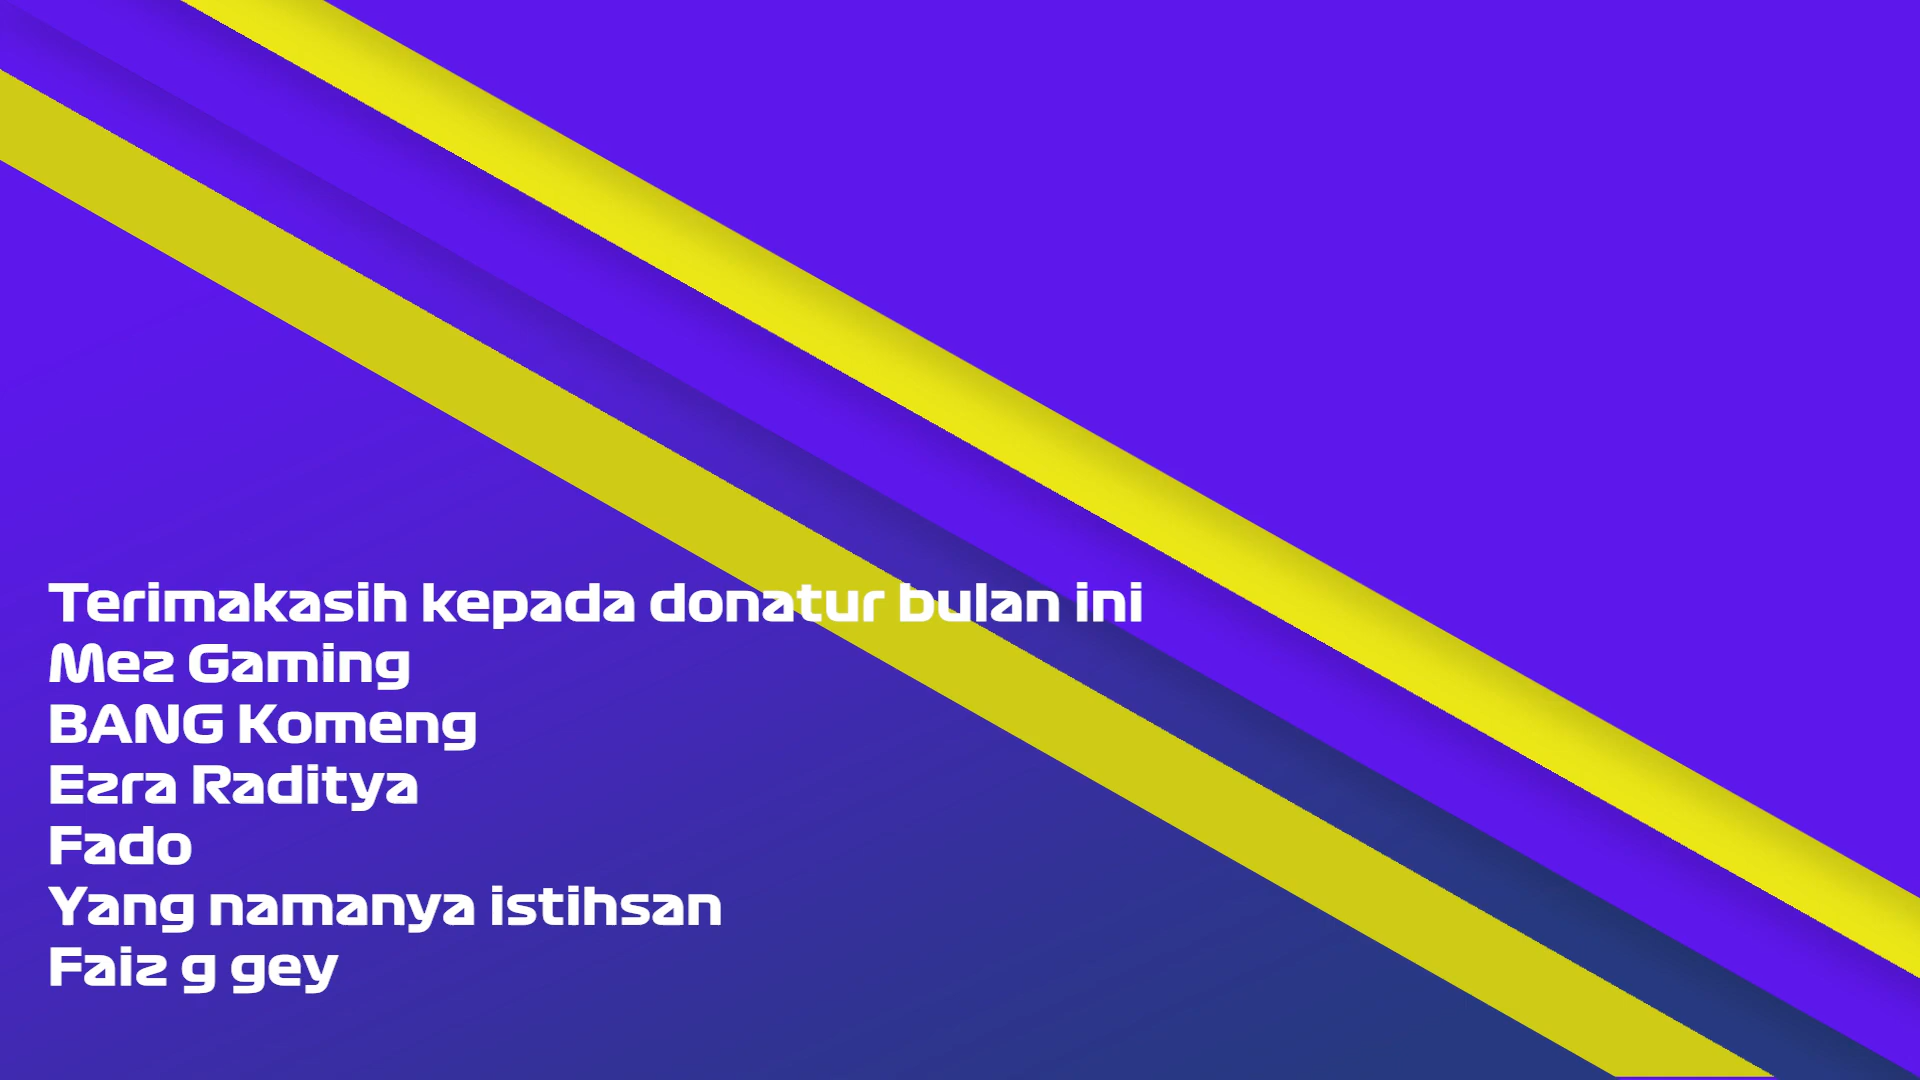 Terimakasih kepada donatur bulan ini
Mez Gaming
BANG Komeng
Ezra Raditya
Fado
Yang namanya istihsan
Faiz g gey